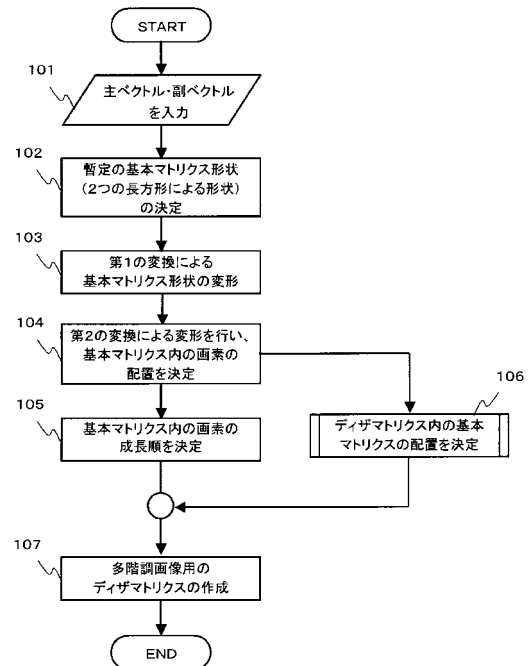 START
101
主ベクトル・副ベクトル
を入力
102
暫定の基本マトリクス形状
(2つの長方形による形状)
の決定
103
第1の変換による
基本マトリクス形状の変形
104
第2の変換による変形を行い、
基本マトリクス内の画素の
配置を決定
105
基本マトリクス内の画素の
成長順を決定
106
ディザマトリクス内の基本
マトリクスの配置を決定
107
多階調画像用の
ディザマトリクスの作成
END